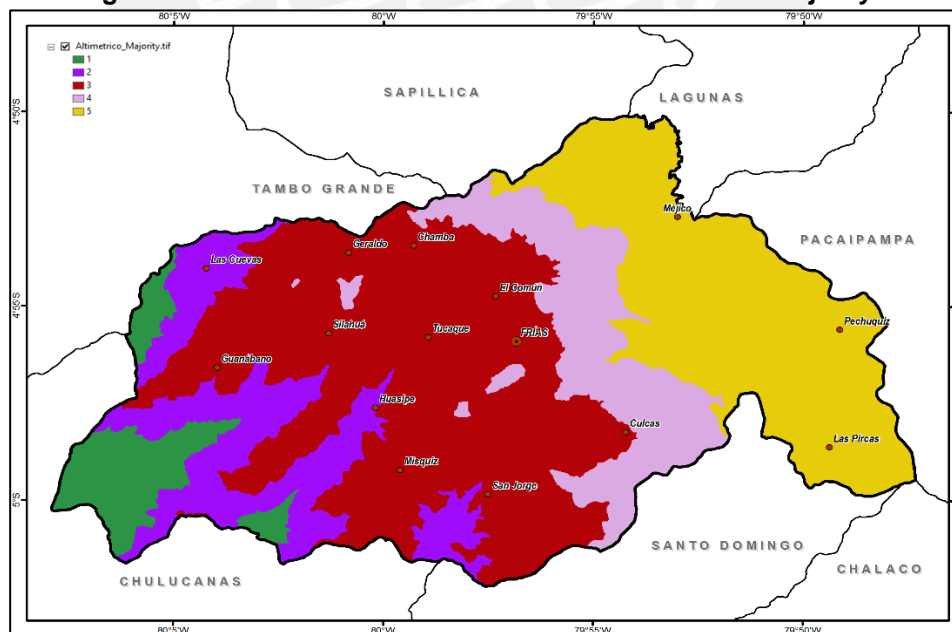 80°5'W 80°W 79°55'W 79°50'W
Altimetrico_Majority.tif
1
2
3
4
5
SAPILLICA
LAGUNAS
4°50'S
TAMBO GRANDE
Méjico
PACAIPAMPA
Geraldo
Chamba
Las Cuevas
El Común
4°55'S
Silahuá
Tucaque
FRÍAS
Pechuquiz
Guanábano
Huasipe
Culcas
Las Pircas
Misquiz
San Jorge
5°S
SANTO DOMINGO
CHULUCANAS
CHALACO
80°5'W 80°W 79°55'W 79°50'W